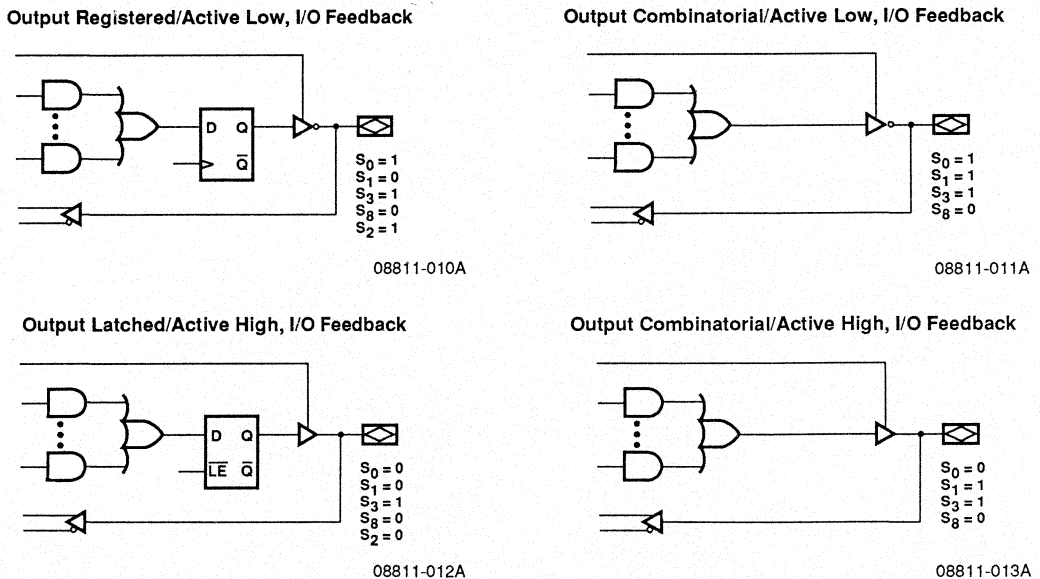 Output Registered/Active Low, I/O Feedback
D Q
Q̅
S0 = 1
S1 = 0
S3 = 1
S8 = 0
S2 = 1
08811-010A
Output Combinatorial/Active Low, I/O Feedback
S0 = 1
S1 = 1
S3 = 1
S8 = 0
08811-011A
Output Latched/Active High, I/O Feedback
D Q
L̅E̅ Q̅
S0 = 0
S1 = 0
S3 = 1
S8 = 0
S2 = 0
08811-012A
Output Combinatorial/Active High, I/O Feedback
S0 = 0
S1 = 1
S3 = 1
S8 = 0
08811-013A